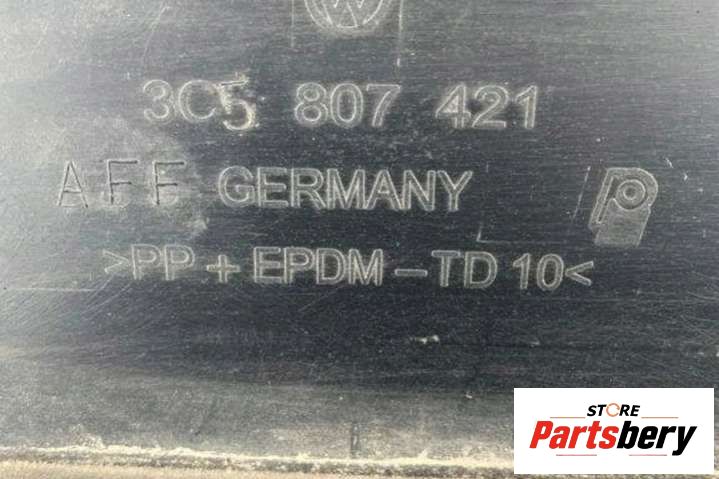 3C5 807 421
AFF GERMANY
>PP + EPDM - TD 10<
STORE
Partsbery